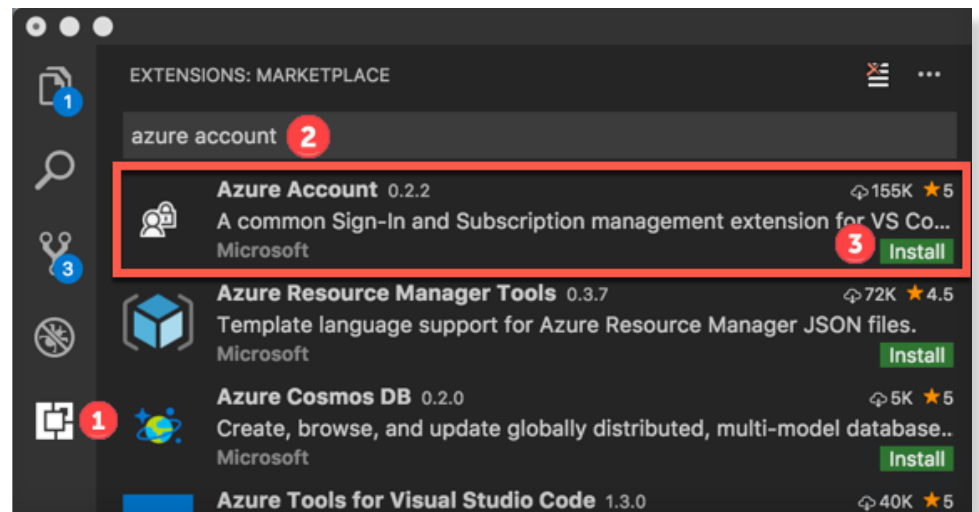 EXTENSIONS: MARKETPLACE
1
azure account 2
Azure Account 0.2.2 155K ★5
A common Sign-In and Subscription management extension for VS Co...
Microsoft 3 Install
3
Azure Resource Manager Tools 0.3.7 72K ★4.5
Template language support for Azure Resource Manager JSON files.
Microsoft Install
1
Azure Cosmos DB 0.2.0 5K ★5
Create, browse, and update globally distributed, multi-model database..
Microsoft Install
Azure Tools for Visual Studio Code 1.3.0 40K ★5